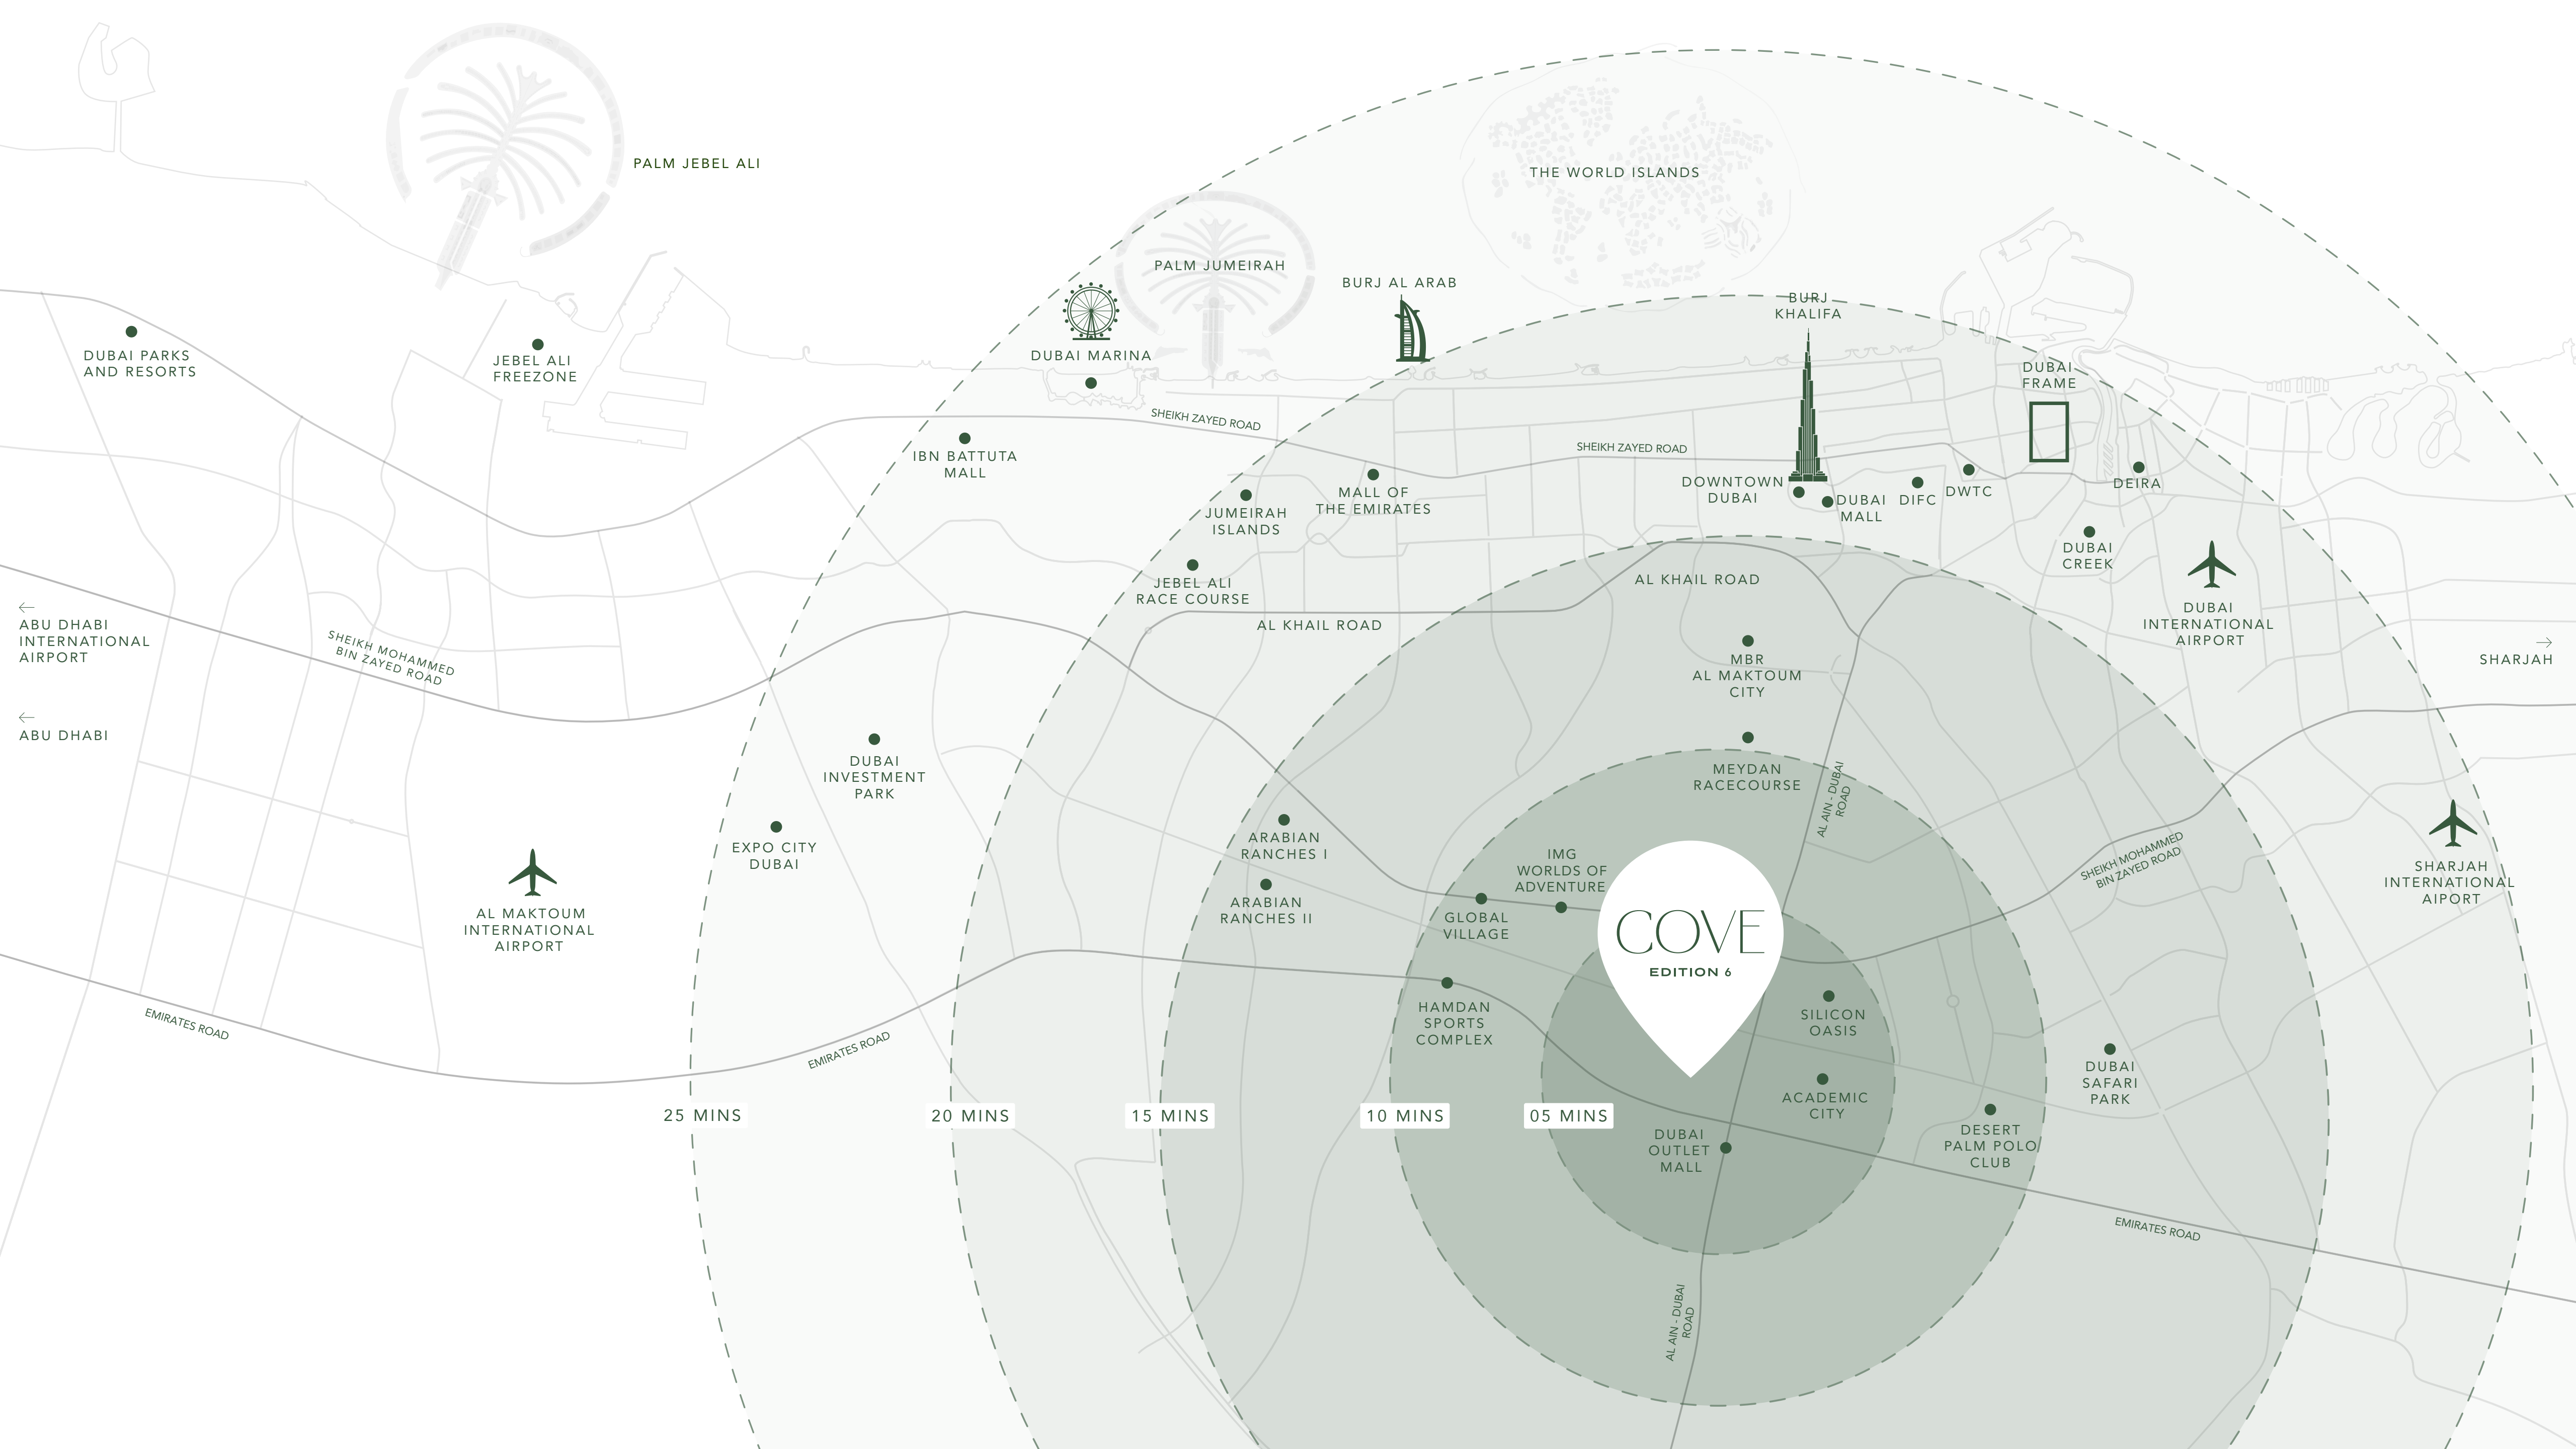 PALM JEBEL ALI
THE WORLD ISLANDS
PALM JUMEIRAH
BURJ AL ARAB
BURJ
KHALIFA
DUBAI PARKS
AND RESORTS
JEBEL ALI
FREEZONE
DUBAI MARINA
DUBAI
FRAME
SHEIKH ZAYED ROAD
SHEIKH ZAYED ROAD
IBN BATTUTA
MALL
JUMEIRAH
ISLANDS
MALL OF
THE EMIRATES
DOWNTOWN
DUBAI
DUBAI
MALL
DIFC
DWTC
DEIRA
DUBAI
CREEK
JEBEL ALI
RACE COURSE
AL KHAIL ROAD
AL KHAIL ROAD
DUBAI
INTERNATIONAL
AIRPORT
←
ABU DHABI
INTERNATIONAL
AIRPORT
SHEIKH MOHAMMED
BIN ZAYED ROAD
→
SHARJAH
MBR
AL MAKTOUM
CITY
←
ABU DHABI
DUBAI
INVESTMENT
PARK
MEYDAN
RACECOURSE
AL AIN - DUBAI
ROAD
EXPO CITY
DUBAI
ARABIAN
RANCHES I
IMG
WORLDS OF
ADVENTURE
SHEIKH MOHAMMED
BIN ZAYED ROAD
SHARJAH
INTERNATIONAL
AIPORT
AL MAKTOUM
INTERNATIONAL
AIRPORT
ARABIAN
RANCHES II
GLOBAL
VILLAGE
COVE
EDITION 6
HAMDAN
SPORTS
COMPLEX
SILICON
OASIS
EMIRATES ROAD
EMIRATES ROAD
DUBAI
SAFARI
PARK
ACADEMIC
CITY
25 MINS
20 MINS
15 MINS
10 MINS
05 MINS
DUBAI
OUTLET
MALL
DESERT
PALM POLO
CLUB
EMIRATES ROAD
AL AIN - DUBAI
ROAD